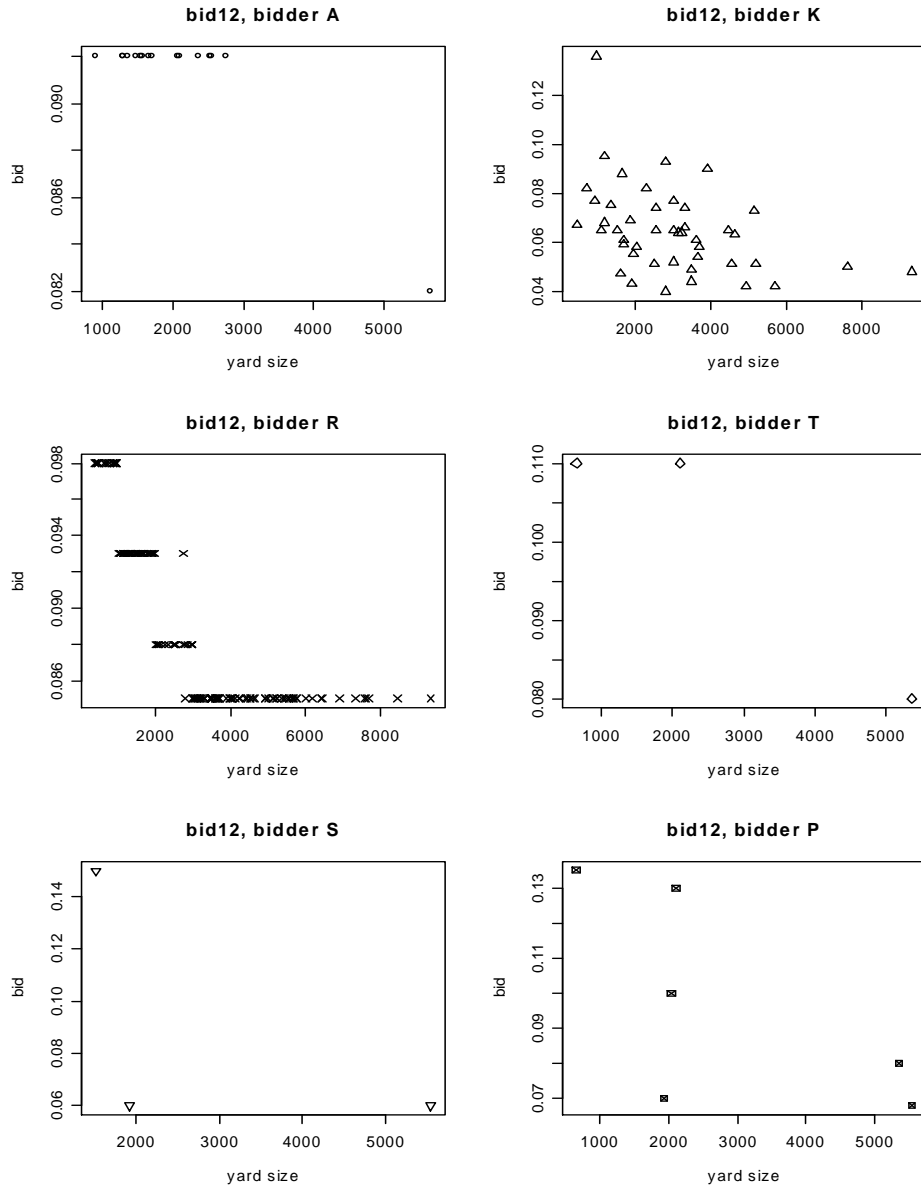 bid12, bidder A
bid
0.082 0.086 0.090
1000 2000 3000 4000 5000
yard size
bid12, bidder K
bid
0.04 0.06 0.08 0.10 0.12
2000 4000 6000 8000
yard size
bid12, bidder R
bid
0.086 0.090 0.094 0.098
2000 4000 6000 8000
yard size
bid12, bidder T
bid
0.080 0.090 0.100 0.110
1000 2000 3000 4000 5000
yard size
bid12, bidder S
bid
0.06 0.08 0.10 0.12 0.14
2000 3000 4000 5000
yard size
bid12, bidder P
bid
0.07 0.09 0.11 0.13
1000 2000 3000 4000 5000
yard size